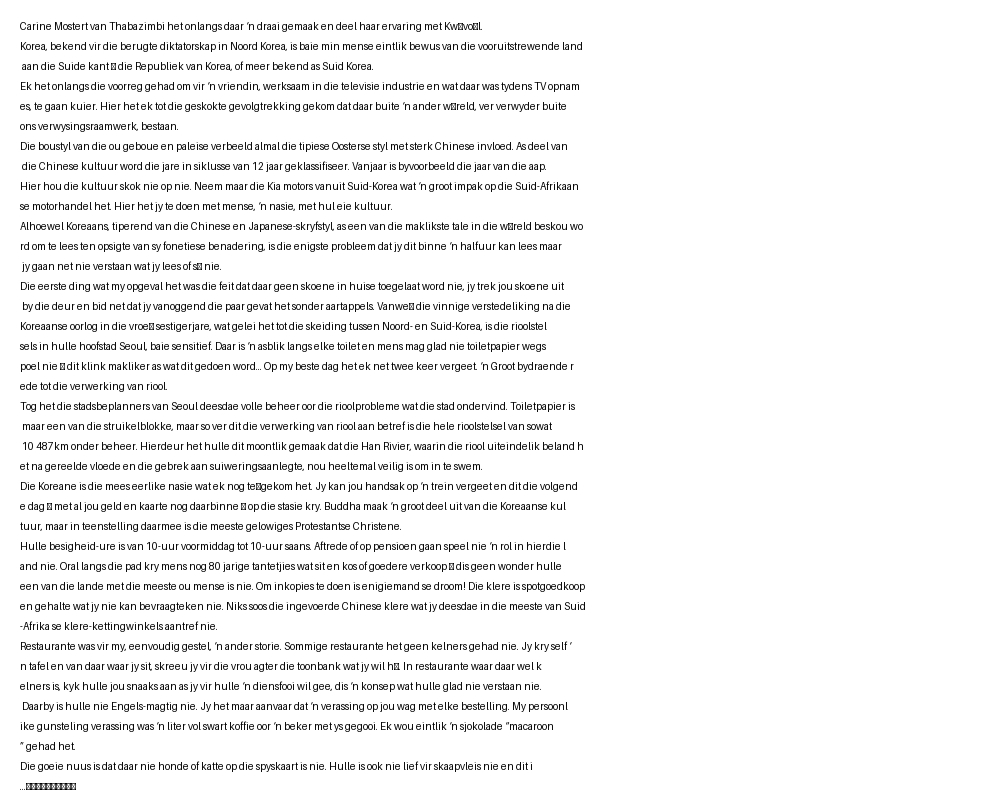 Carine Mostert van Thabazimbi het onlangs daar ‘n draai gemaak en deel haar ervaring met Kw□vo□l.
Korea, bekend vir die berugte diktatorskap in Noord Korea, is baie min mense eintlik bewus van die vooruitstrewende land
aan die Suide kant □ die Republiek van Korea, of meer bekend as Suid Korea.
Ek het onlangs die voorreg gehad om vir ‘n vriendin, werksaam in die televisie industrie en wat daar was tydens TV opnam
es, te gaan kuier. Hier het ek tot die geskokte gevolgtrekking gekom dat daar buite ‘n ander w□reld, ver verwyder buite
ons verwysingsraamwerk, bestaan.
Die boustyl van die ou geboue en paleise verbeeld almal die tipiese Oosterse styl met sterk Chinese invloed. As deel van
die Chinese kultuur word die jare in siklusse van 12 jaar geklassifiseer. Vanjaar is byvoorbeeld die jaar van die aap.
Hier hou die kultuur skok nie op nie. Neem maar die Kia motors vanuit Suid-Korea wat ‘n groot impak op die Suid-Afrikaan
se motorhandel het. Hier het jy te doen met mense, ‘n nasie, met hul eie kultuur.
Alhoewel Koreaans, tiperend van die Chinese en Japanese-skryfstyl, as een van die maklikste tale in die w□reld beskou wo
rd om te lees ten opsigte van sy fonetiese benadering, is die enigste probleem dat jy dit binne ‘n halfuur kan lees maar
jy gaan net nie verstaan wat jy lees of s□ nie.
Die eerste ding wat my opgeval het was die feit dat daar geen skoene in huise toegelaat word nie, jy trek jou skoene uit
by die deur en bid net dat jy vanoggend die paar gevat het sonder aartappels. Vanwe□ die vinnige verstedeliking na die
Koreaanse oorlog in die vroe□ sestigerjare, wat gelei het tot die skeiding tussen Noord- en Suid-Korea, is die rioolstel
sels in hulle hoofstad Seoul, baie sensitief. Daar is ‘n asblik langs elke toilet en mens mag glad nie toiletpapier wegs
poel nie □ dit klink makliker as wat dit gedoen word... Op my beste dag het ek net twee keer vergeet. ‘n Groot bydraende r
ede tot die verwerking van riool.
Tog het die stadsbeplanners van Seoul deesdae volle beheer oor die rioolprobleme wat die stad ondervind. Toiletpapier is
maar een van die struikelblokke, maar so ver dit die verwerking van riool aan betref is die hele rioolstelsel van sowat
10 487km onder beheer. Hierdeur het hulle dit moontlik gemaak dat die Han Rivier, waarin die riool uiteindelik beland h
et na gereelde vloede en die gebrek aan suiweringsaanlegte, nou heeltemal veilig is om in te swem.
Die Koreane is die mees eerlike nasie wat ek nog te□gekom het. Jy kan jou handsak op ‘n trein vergeet en dit die volgend
e dag □ met al jou geld en kaarte nog daarbinne □ op die stasie kry. Buddha maak ‘n groot deel uit van die Koreaanse kul
tuur, maar in teenstelling daarmee is die meeste gelowiges Protestantse Christene.
Hulle besigheid-ure is van 10-uur voormiddag tot 10-uur saans. Aftrede of op pensioen gaan speel nie ‘n rol in hierdie l
and nie. Oral langs die pad kry mens nog 80 jarige tantetjies wat sit en kos of goedere verkoop □ dis geen wonder hulle
een van die lande met die meeste ou mense is nie. Om inkopies te doen is enigiemand se droom! Die klere is spotgoedkoop
en gehalte wat jy nie kan bevraagteken nie. Niks soos die ingevoerde Chinese klere wat jy deesdae in die meeste van Suid
-Afrika se klere-kettingwinkels aantref nie.
Restaurante was vir my, eenvoudig gestel, ‘n ander storie. Sommige restaurante het geen kelners gehad nie. Jy kry self ‘
n tafel en van daar waar jy sit, skreeu jy vir die vrou agter die toonbank wat jy wil h□. In restaurante waar daar wel k
elners is, kyk hulle jou snaaks aan as jy vir hulle ‘n diensfooi wil gee, dis ‘n konsep wat hulle glad nie verstaan nie.
Daarby is hulle nie Engels-magtig nie. Jy het maar aanvaar dat ‘n verassing op jou wag met elke bestelling. My persoonl
ike gunsteling verassing was ‘n liter vol swart koffie oor ‘n beker met ys gegooi. Ek wou eintlik ‘n sjokolade “macaroon
” gehad het.
Die goeie nuus is dat daar nie honde of katte op die spyskaart is nie. Hulle is ook nie lief vir skaapvleis nie en dit i
...□□□□□□□□□□